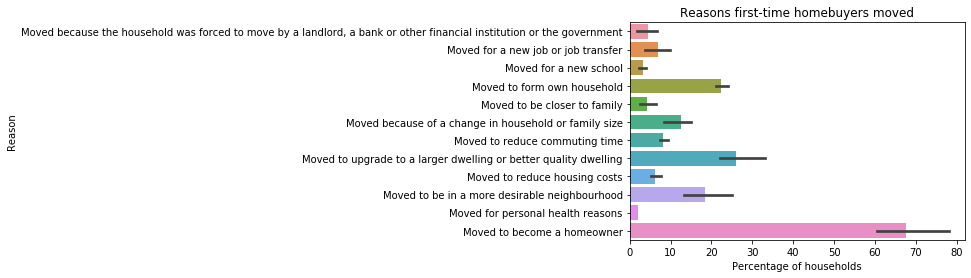 Reasons first-time homebuyers moved
Moved because the household was forced to move by a landlord, a bank or other financial institution or the government
Moved for a new job or job transfer
Moved for a new school
Moved to form own household
Moved to be closer to family
Moved because of a change in household or family size
Moved to reduce commuting time
Moved to upgrade to a larger dwelling or better quality dwelling
Moved to reduce housing costs
Moved to be in a more desirable neighbourhood
Moved for personal health reasons
Moved to become a homeowner
Reason
0 10 20 30 40 50 60 70 80
Percentage of households